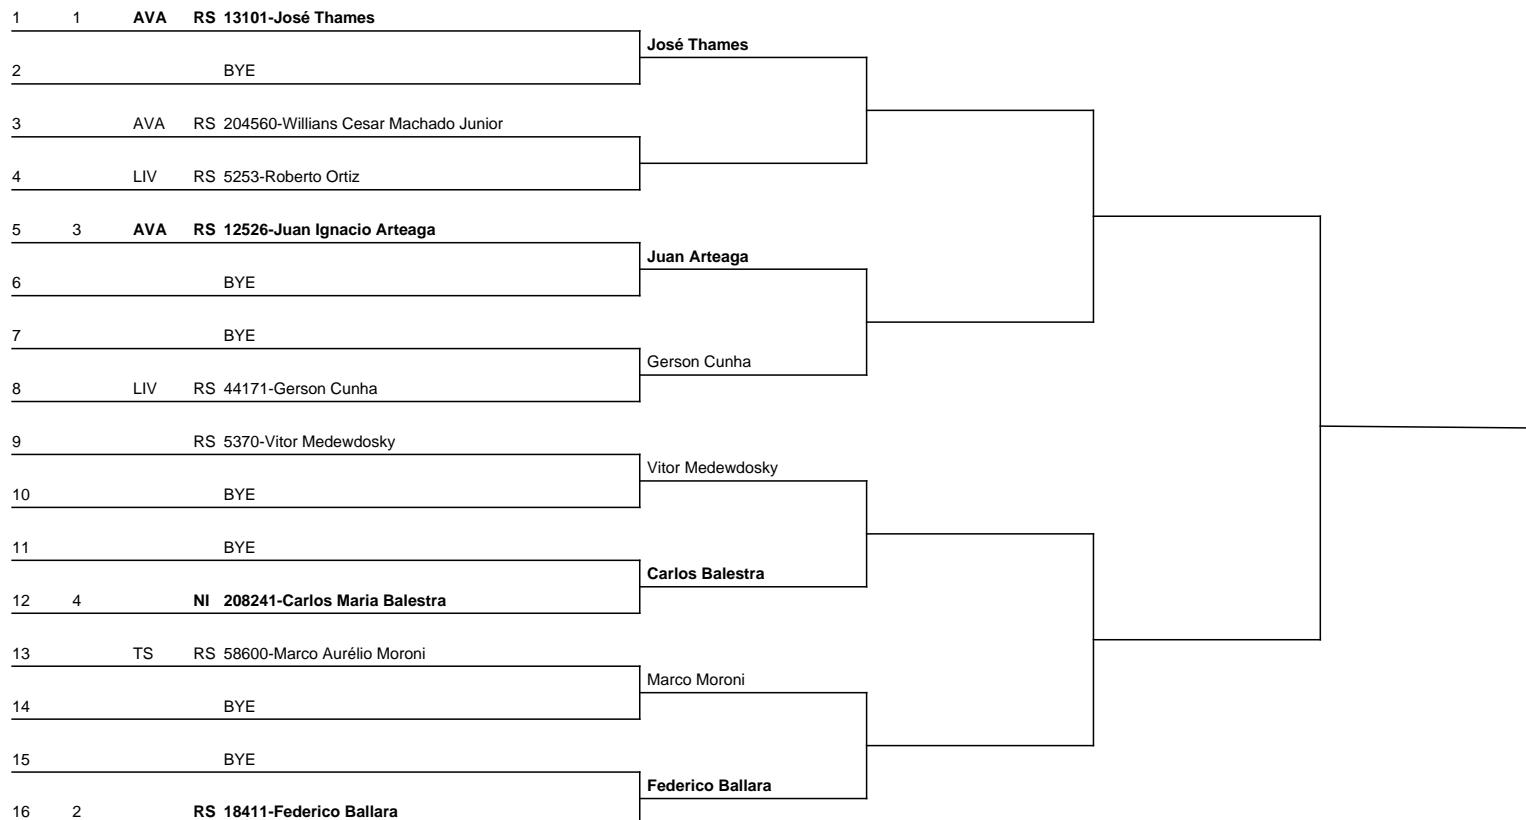 1 1 AVA RS 13101-José Thames
José Thames
2 BYE
3 AVA RS 204560-Willians Cesar Machado Junior
4 LIV RS 5253-Roberto Ortiz
5 3 AVA RS 12526-Juan Ignacio Arteaga
Juan Arteaga
6 BYE
7 BYE
Gerson Cunha
8 LIV RS 44171-Gerson Cunha
9 RS 5370-Vitor Medewdosky
Vitor Medewdosky
10 BYE
11 BYE
Carlos Balestra
12 4 NI 208241-Carlos Maria Balestra
13 TS RS 58600-Marco Aurélio Moroni
Marco Moroni
14 BYE
15 BYE
Federico Ballara
16 2 RS 18411-Federico Ballara